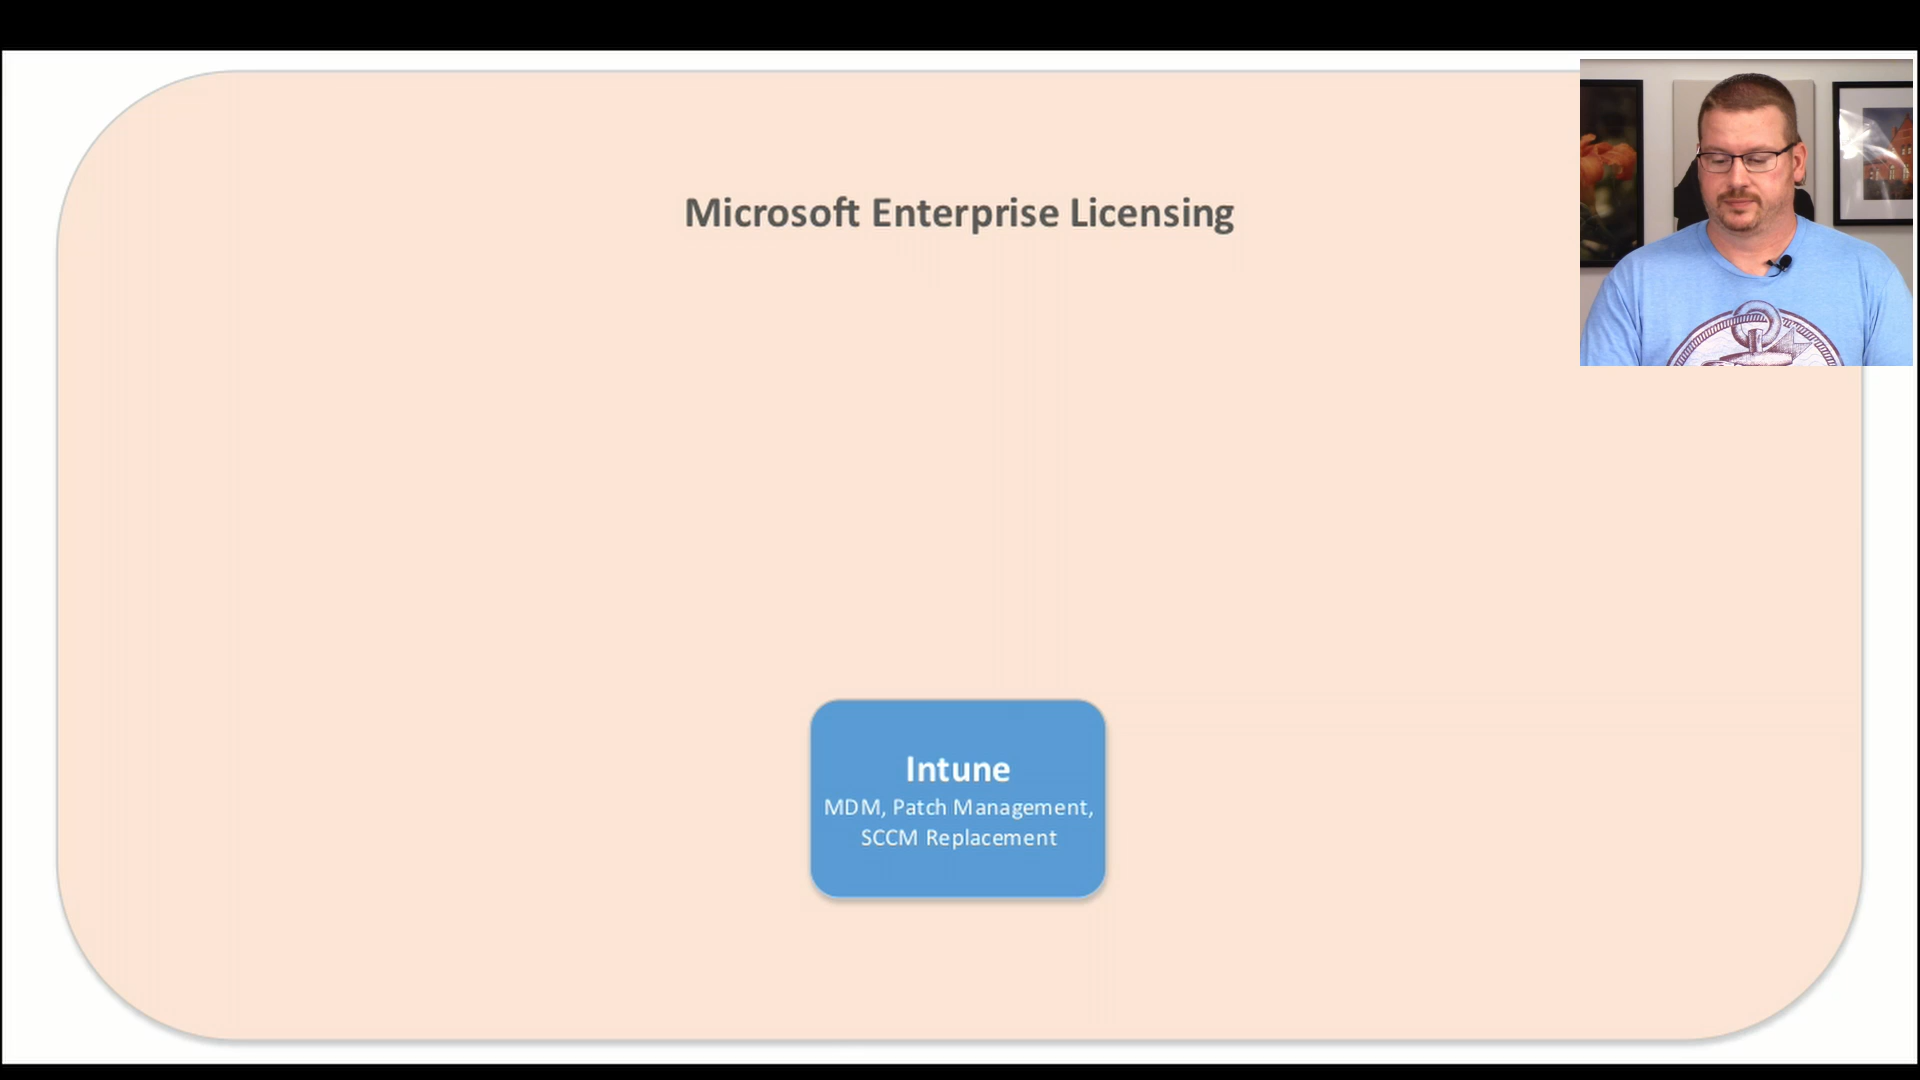 Microsoft Enterprise Licensing
Intune
MDM, Patch Management,
SCCM Replacement